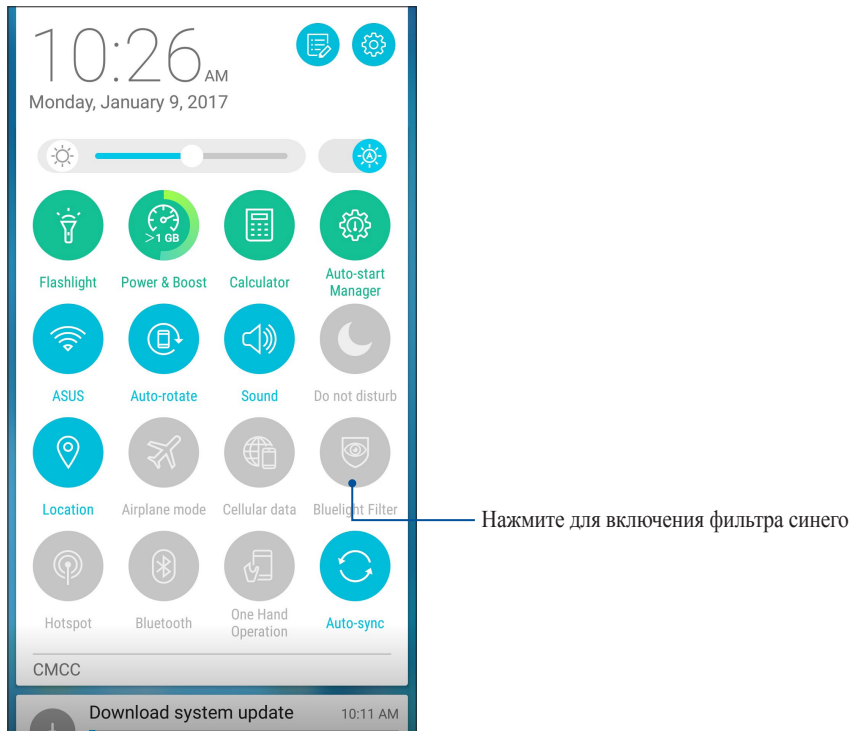 10:26 AM
Monday, January 9, 2017
A
>1 GB
Flashlight
Power & Boost
Calculator
Auto-start
Manager
ASUS
Auto-rotate
Sound
Do not disturb
Location
Airplane mode
Cellular data
Bluelight Filter
Нажмите для включения фильтра синего
Hotspot
Bluetooth
One Hand
Operation
Auto-sync
CMCC
Download system update
10:11 AM